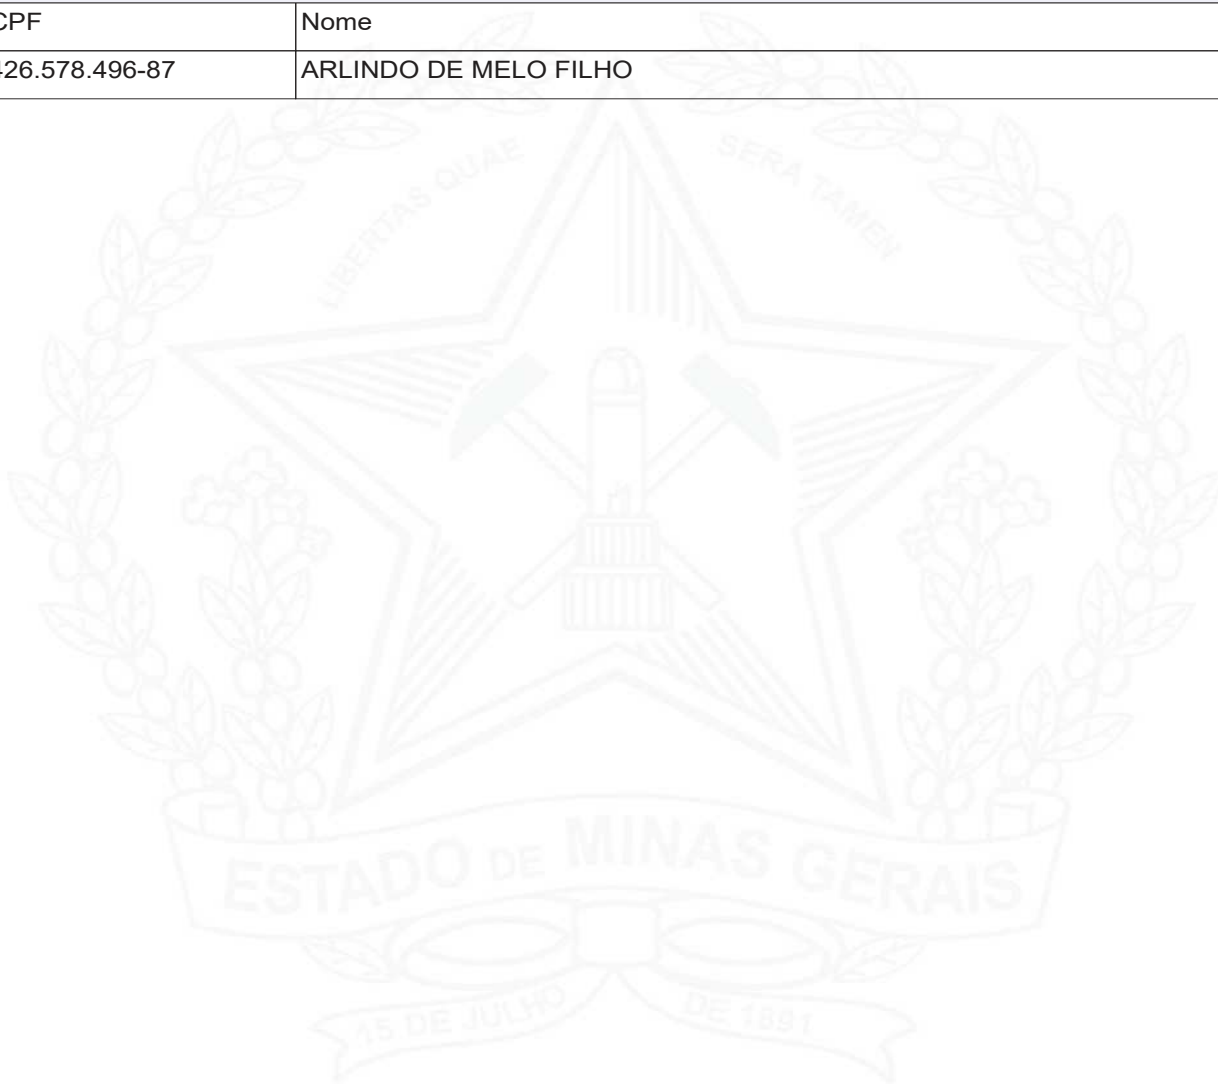 CPF Nome
426.578.496-87 ARLINDO DE MELO FILHO
LIBERTAS QUAE SERA TAMEN
ESTADO DE MINAS GERAIS
15 DE JULHO DE 1891